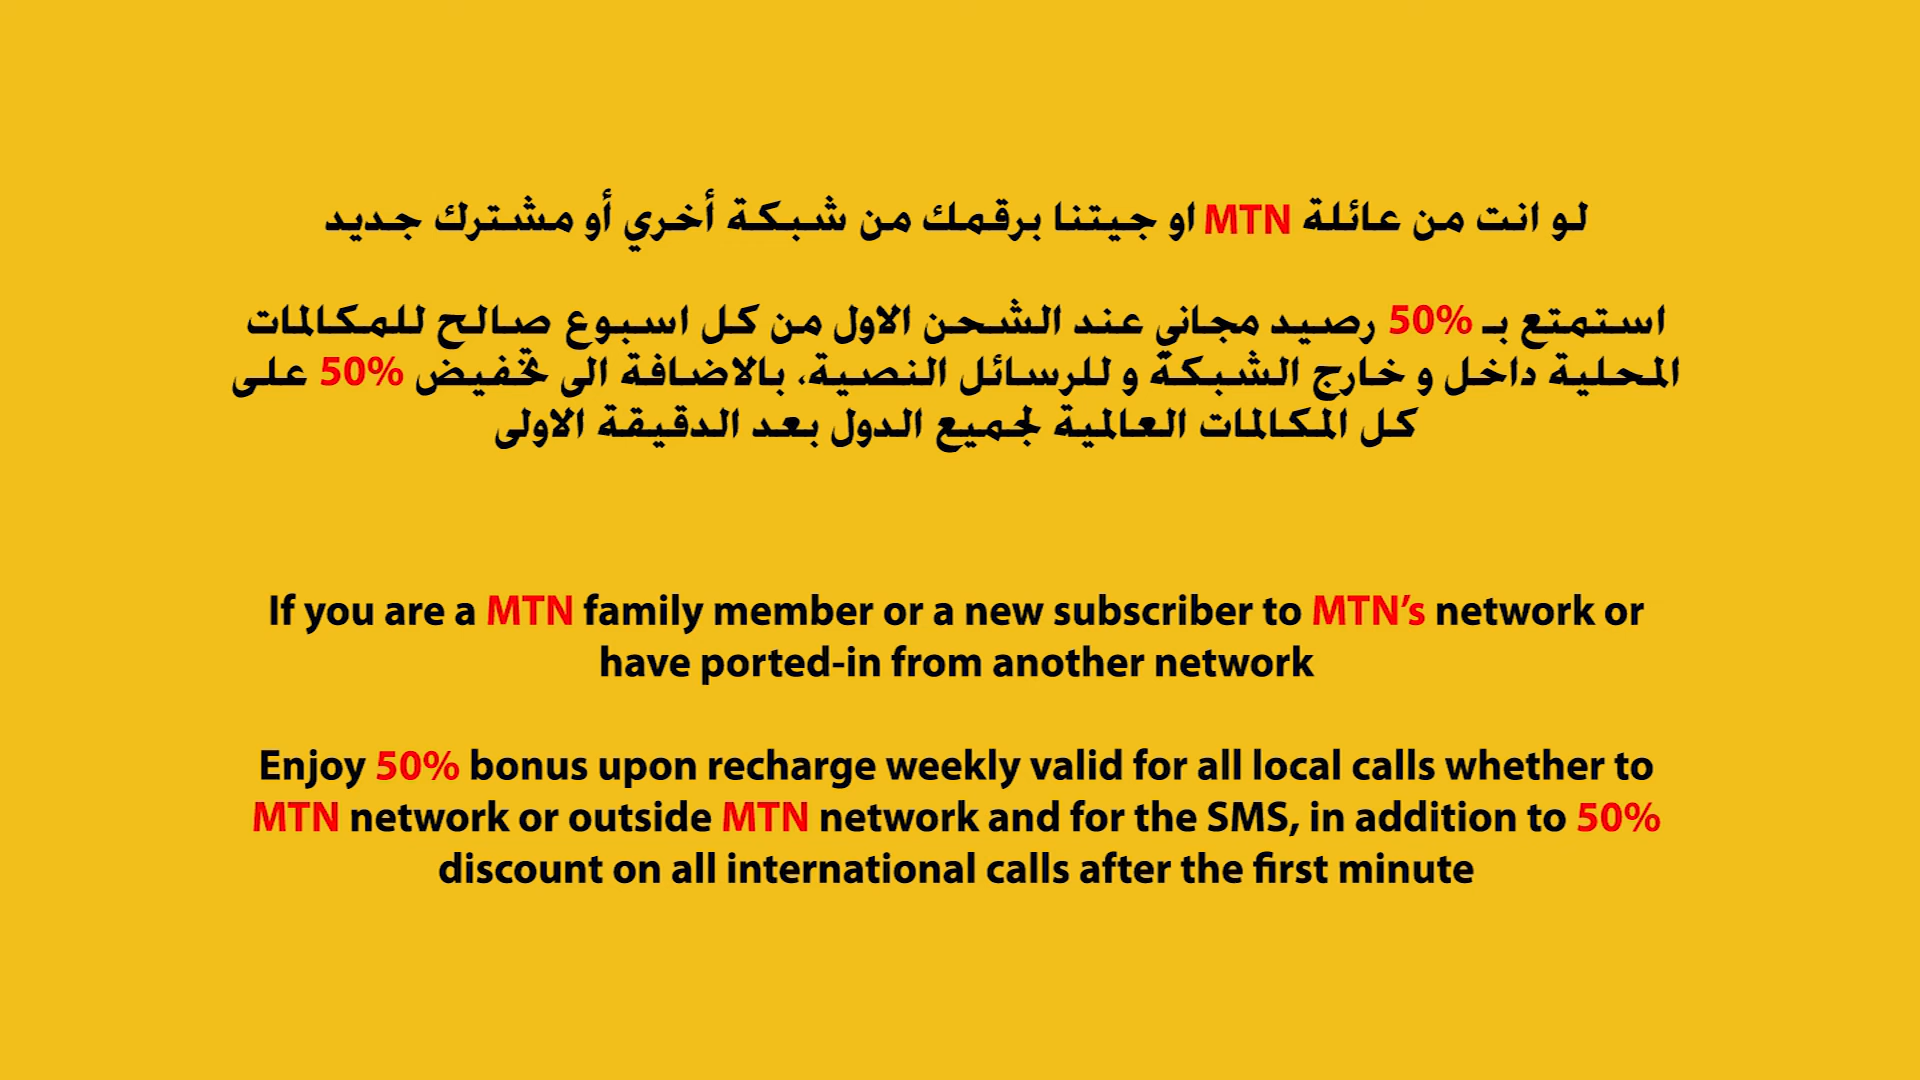 لو انت من عائلة MTN او جيتنا برقمك من شبكة أخري أو مشترك جديد
استمتع بـ 50% رصيد مجاني عند الشحن الاول من كل اسبوع صالح للمكالمات
المحلية داخل و خارج الشبكة و للرسائل النصية، بالاضافة الى تخفيض 50% على
كل المكالمات العالمية لجميع الدول بعد الدقيقة الاولى
If you are a MTN family member or a new subscriber to MTN’s network or
have ported-in from another network
Enjoy 50% bonus upon recharge weekly valid for all local calls whether to
MTN network or outside MTN network and for the SMS, in addition to 50%
discount on all international calls after the first minute